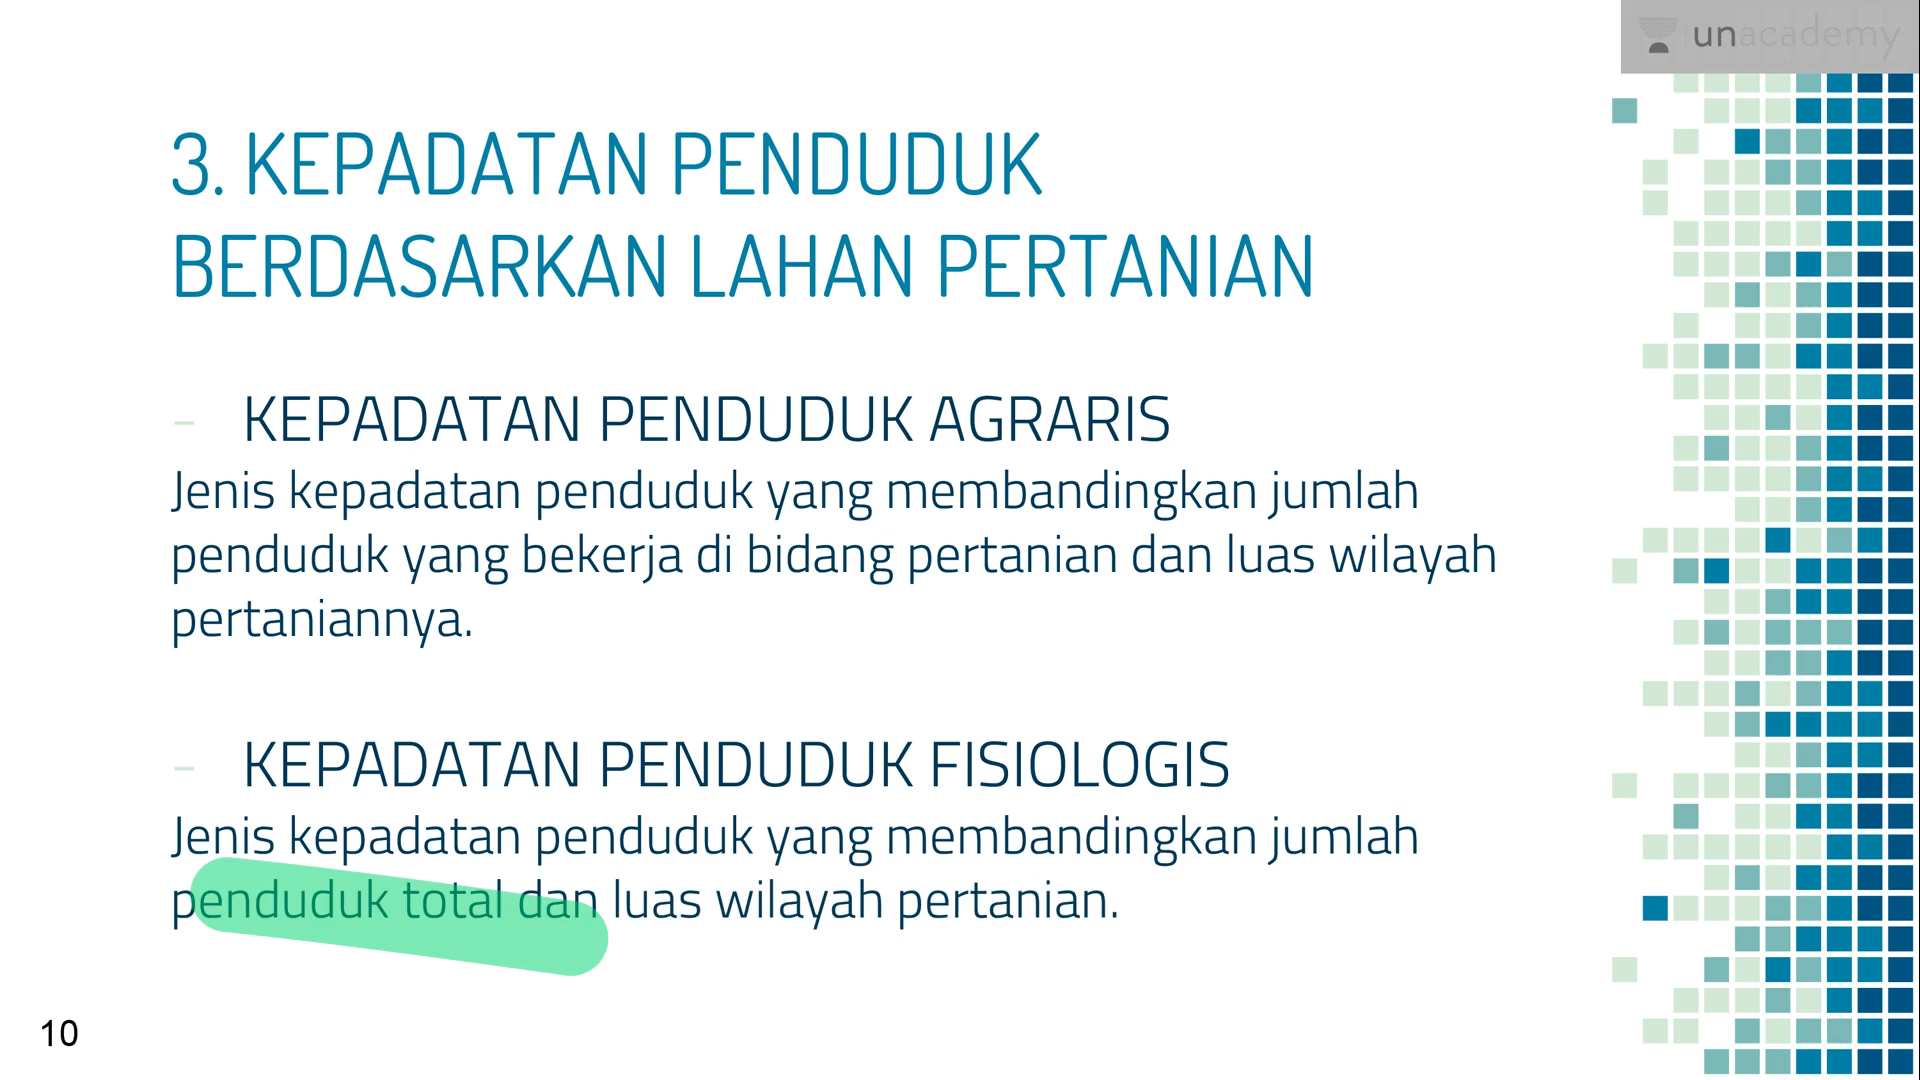 unacademy
3. KEPADATAN PENDUDUK
BERDASARKAN LAHAN PERTANIAN
- KEPADATAN PENDUDUK AGRARIS
Jenis kepadatan penduduk yang membandingkan jumlah
penduduk yang bekerja di bidang pertanian dan luas wilayah
pertaniannya.
- KEPADATAN PENDUDUK FISIOLOGIS
Jenis kepadatan penduduk yang membandingkan jumlah
penduduk total dan luas wilayah pertanian.
10